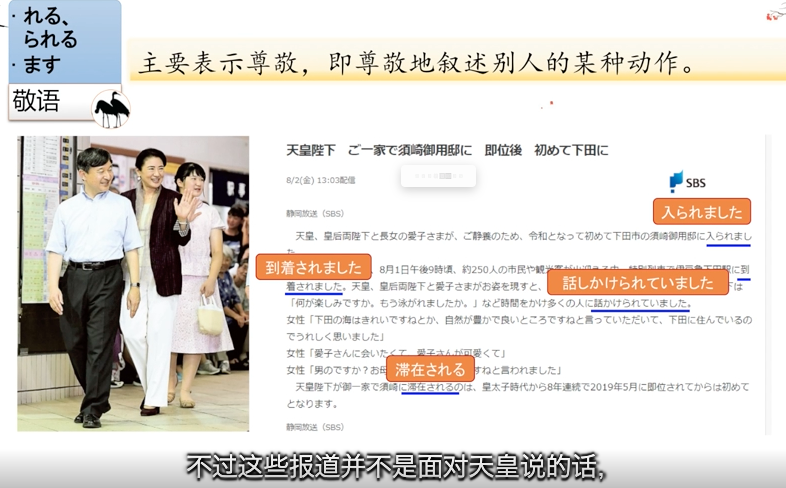 · れる、
られる
· ます
敬语
主要表示尊敬，即尊敬地叙述别人的某种动作。
天皇陛下　ご一家で須崎御用邸に　即位後　初めて下田に
8/2(金) 13:03配信
SBS
静岡放送（SBS）
入られました
天皇、皇后両陛下と長女の愛子さまが、ご静養のため、令和となって初めて下田市の須崎御用邸に入られまし
た
到着されました
、8月1日午後9時頃、約250人の市民や観光客が出迎える中、特別列車で伊豆急下田駅に到
話しかけられていました
着されました。天皇、皇后両陛下と愛子さまがお姿を現すと、
下は
「何が楽しみですか。もう泳がれましたか。」など時間をかけ多くの人に話かけられていました。
女性「下田の海はきれいですねとか、自然が豊かで良いところですねと言っていただいて、下田に住んでいるの
でうれしく思いました」
女性「愛子さんに会いたくて、愛子さんが可愛くて」
滞在される
女性「男のですか？お母
すねと言われました」
天皇陛下が御一家で須崎に滞在されるのは、皇太子時代から8年連続で2019年5月に即位されてからは初めて
となります。
静岡放送（SBS）
不过这些报道并不是面对天皇说的话，